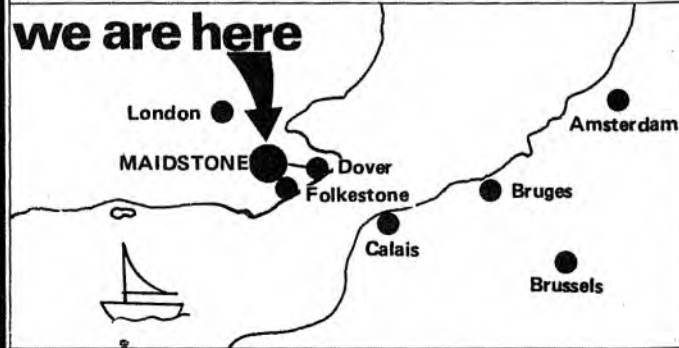 we are here
London
Amsterdam
MAIDSTONE
Dover
Folkestone
Bruges
Calais
Brussels